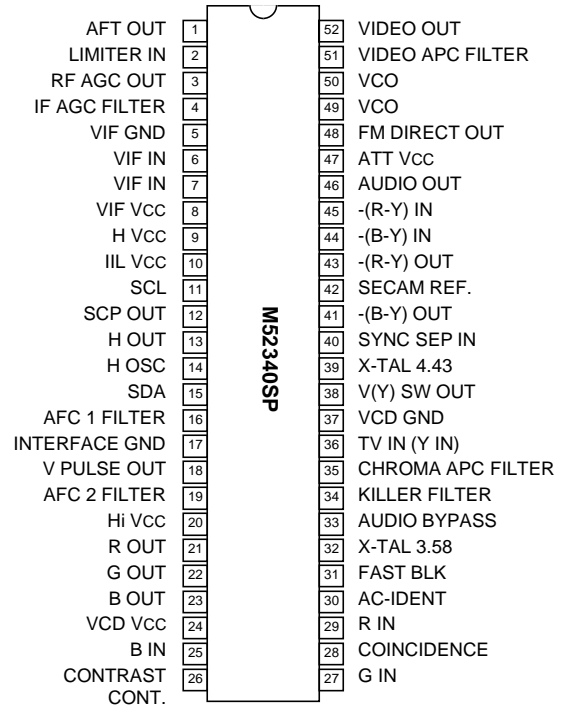 AFT OUT 1 52 VIDEO OUT
LIMITER IN 2 51 VIDEO APC FILTER
RF AGC OUT 3 50 VCO
IF AGC FILTER 4 49 VCO
VIF GND 5 48 FM DIRECT OUT
VIF IN 6 47 ATT VCC
VIF IN 7 46 AUDIO OUT
VIF VCC 8 45 -(R-Y) IN
H VCC 9 44 -(B-Y) IN
IIL VCC 10 43 -(R-Y) OUT
SCL 11 42 SECAM REF.
SCP OUT 12 41 -(B-Y) OUT
H OUT 13 40 SYNC SEP IN
H OSC 14 39 X-TAL 4.43
SDA 15 38 V(Y) SW OUT
AFC 1 FILTER 16 37 VCD GND
INTERFACE GND 17 36 TV IN (Y IN)
V PULSE OUT 18 35 CHROMA APC FILTER
AFC 2 FILTER 19 34 KILLER FILTER
Hi VCC 20 33 AUDIO BYPASS
R OUT 21 32 X-TAL 3.58
G OUT 22 31 FAST BLK
B OUT 23 30 AC-IDENT
VCD VCC 24 29 R IN
B IN 25 28 COINCIDENCE
CONTRAST 26 27 G IN
CONT.
M52340SP